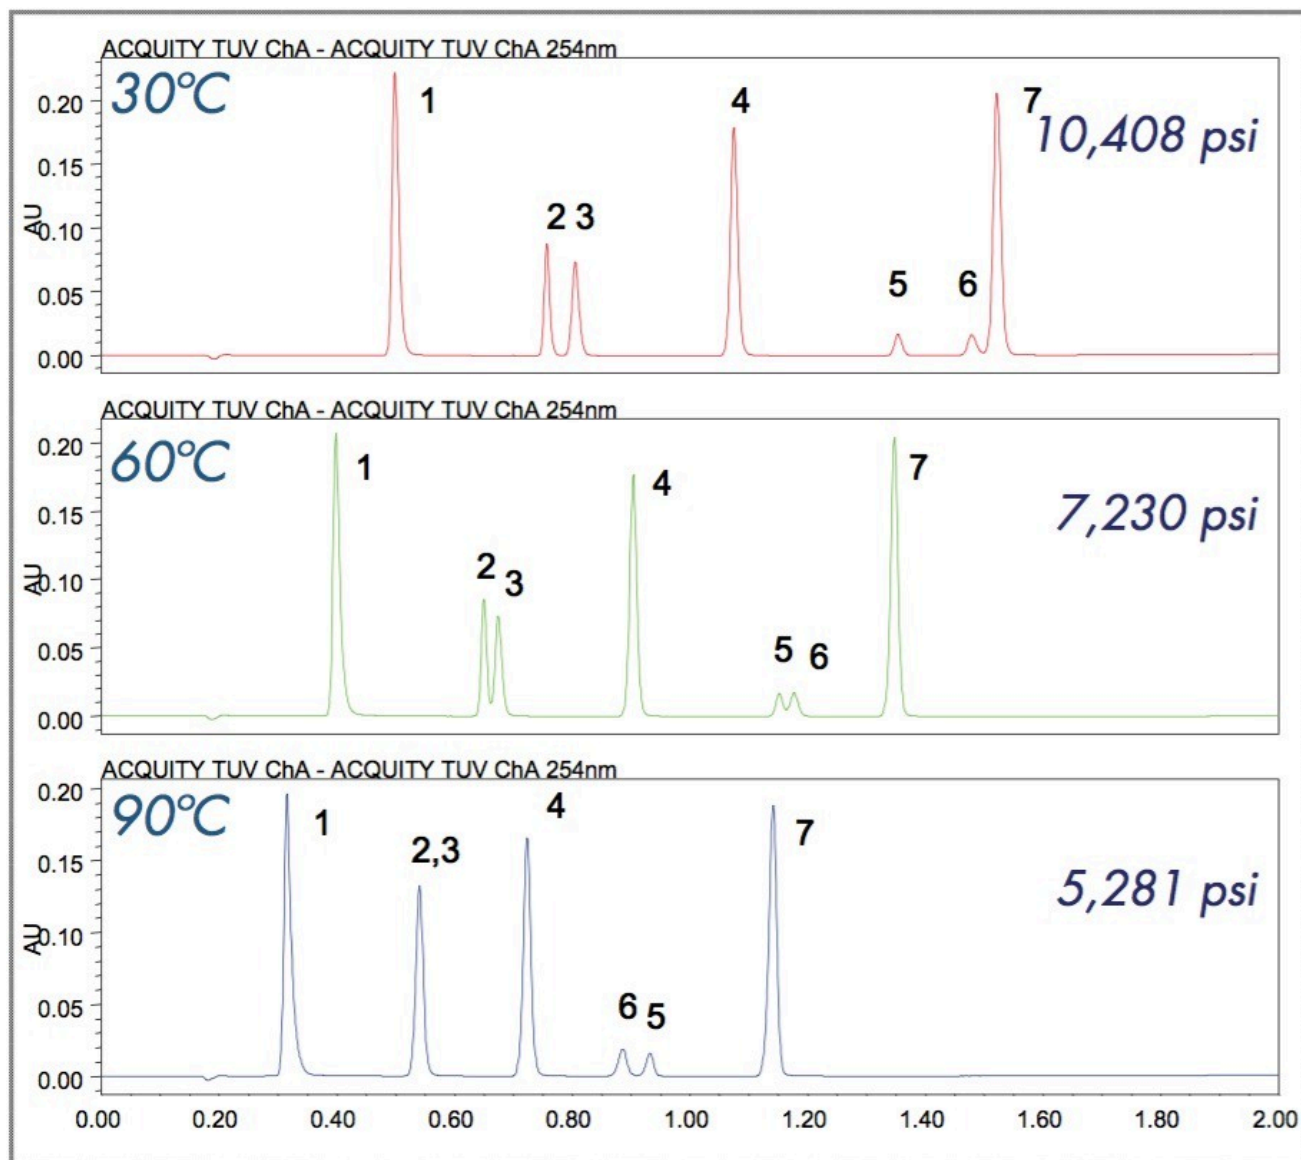 ACQUITY TUV ChA - ACQUITY TUV ChA 254nm
30°C
1
4
7
10,408 psi
2 3
5
6
AU
0.20
0.15
0.10
0.05
0.00
ACQUITY TUV ChA - ACQUITY TUV ChA 254nm
60°C
1
4
7
7,230 psi
2
3
5
6
AU
0.20
0.15
0.10
0.05
0.00
ACQUITY TUV ChA - ACQUITY TUV ChA 254nm
90°C
1
2,3
4
7
5,281 psi
6
5
AU
0.20
0.15
0.10
0.05
0.00
0.00 0.20 0.40 0.60 0.80 1.00 1.20 1.40 1.60 1.80 2.00